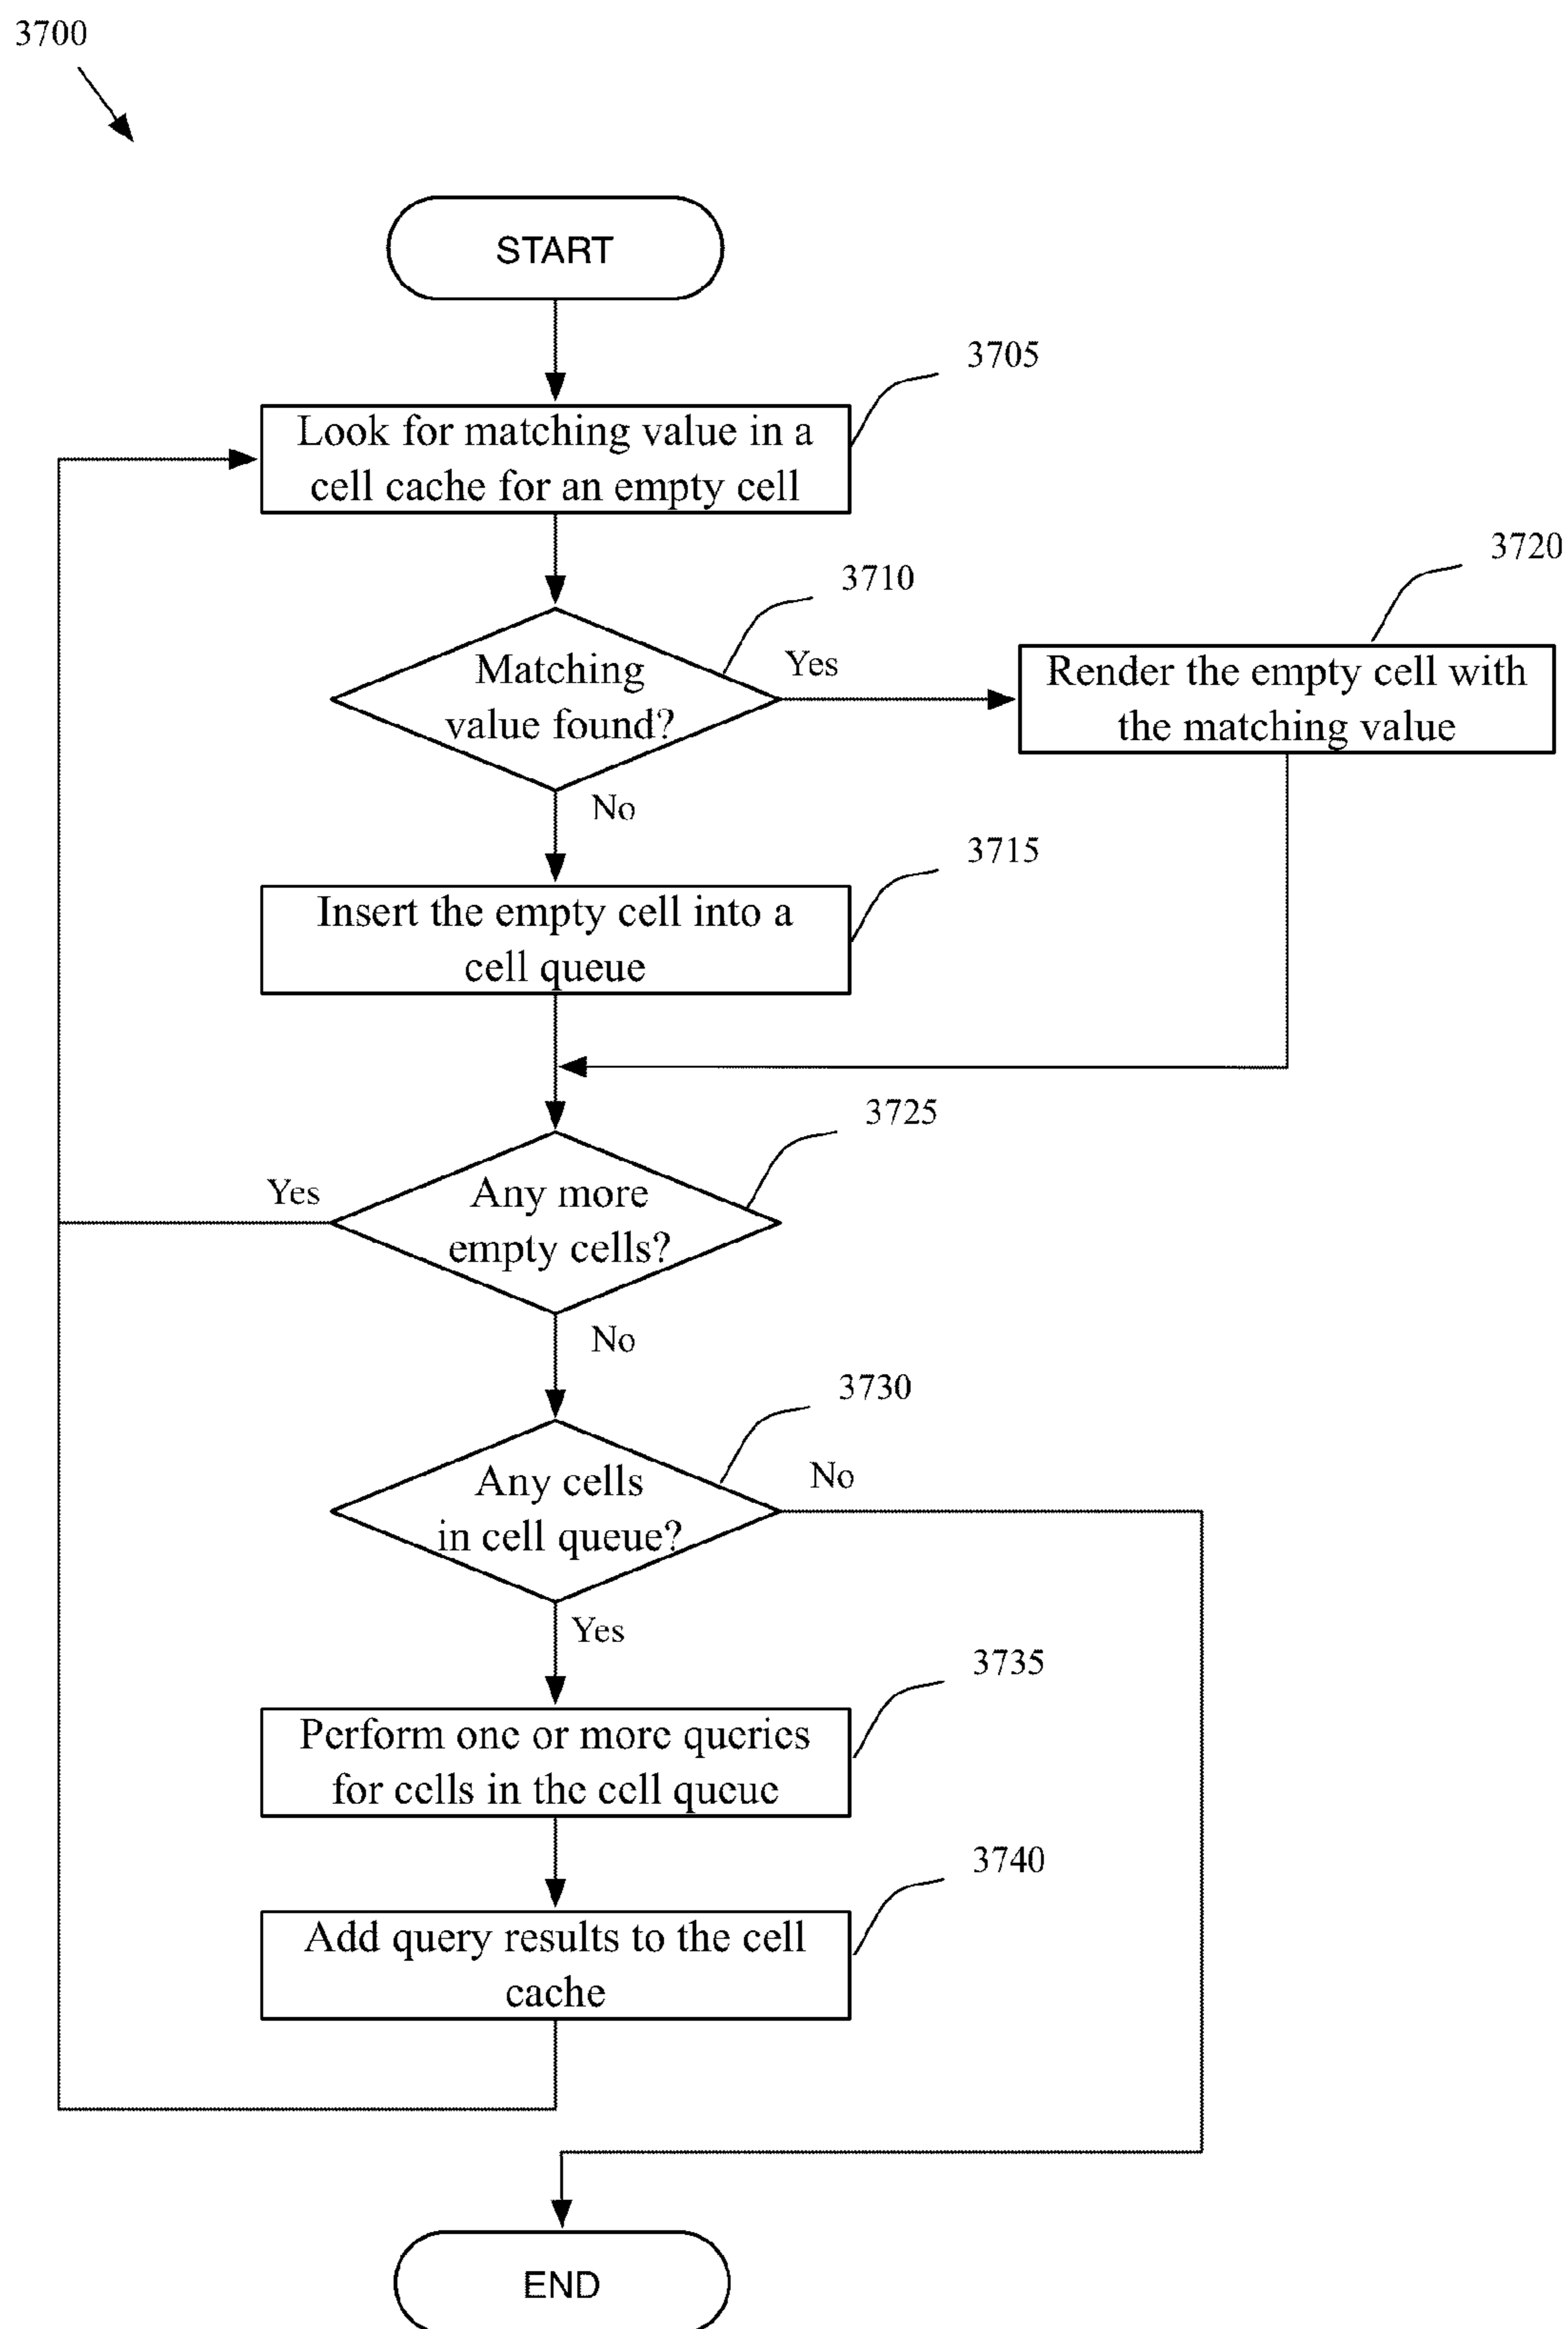 3700
START
3705
Look for matching value in a
cell cache for an empty cell
3710
Matching
value found?
Yes
3720
Render the empty cell with
the matching value
No
3715
Insert the empty cell into a
cell queue
3725
Yes
Any more
empty cells?
No
3730
Any cells
in cell queue?
No
Yes
3735
Perform one or more queries
for cells in the cell queue
3740
Add query results to the cell
cache
END